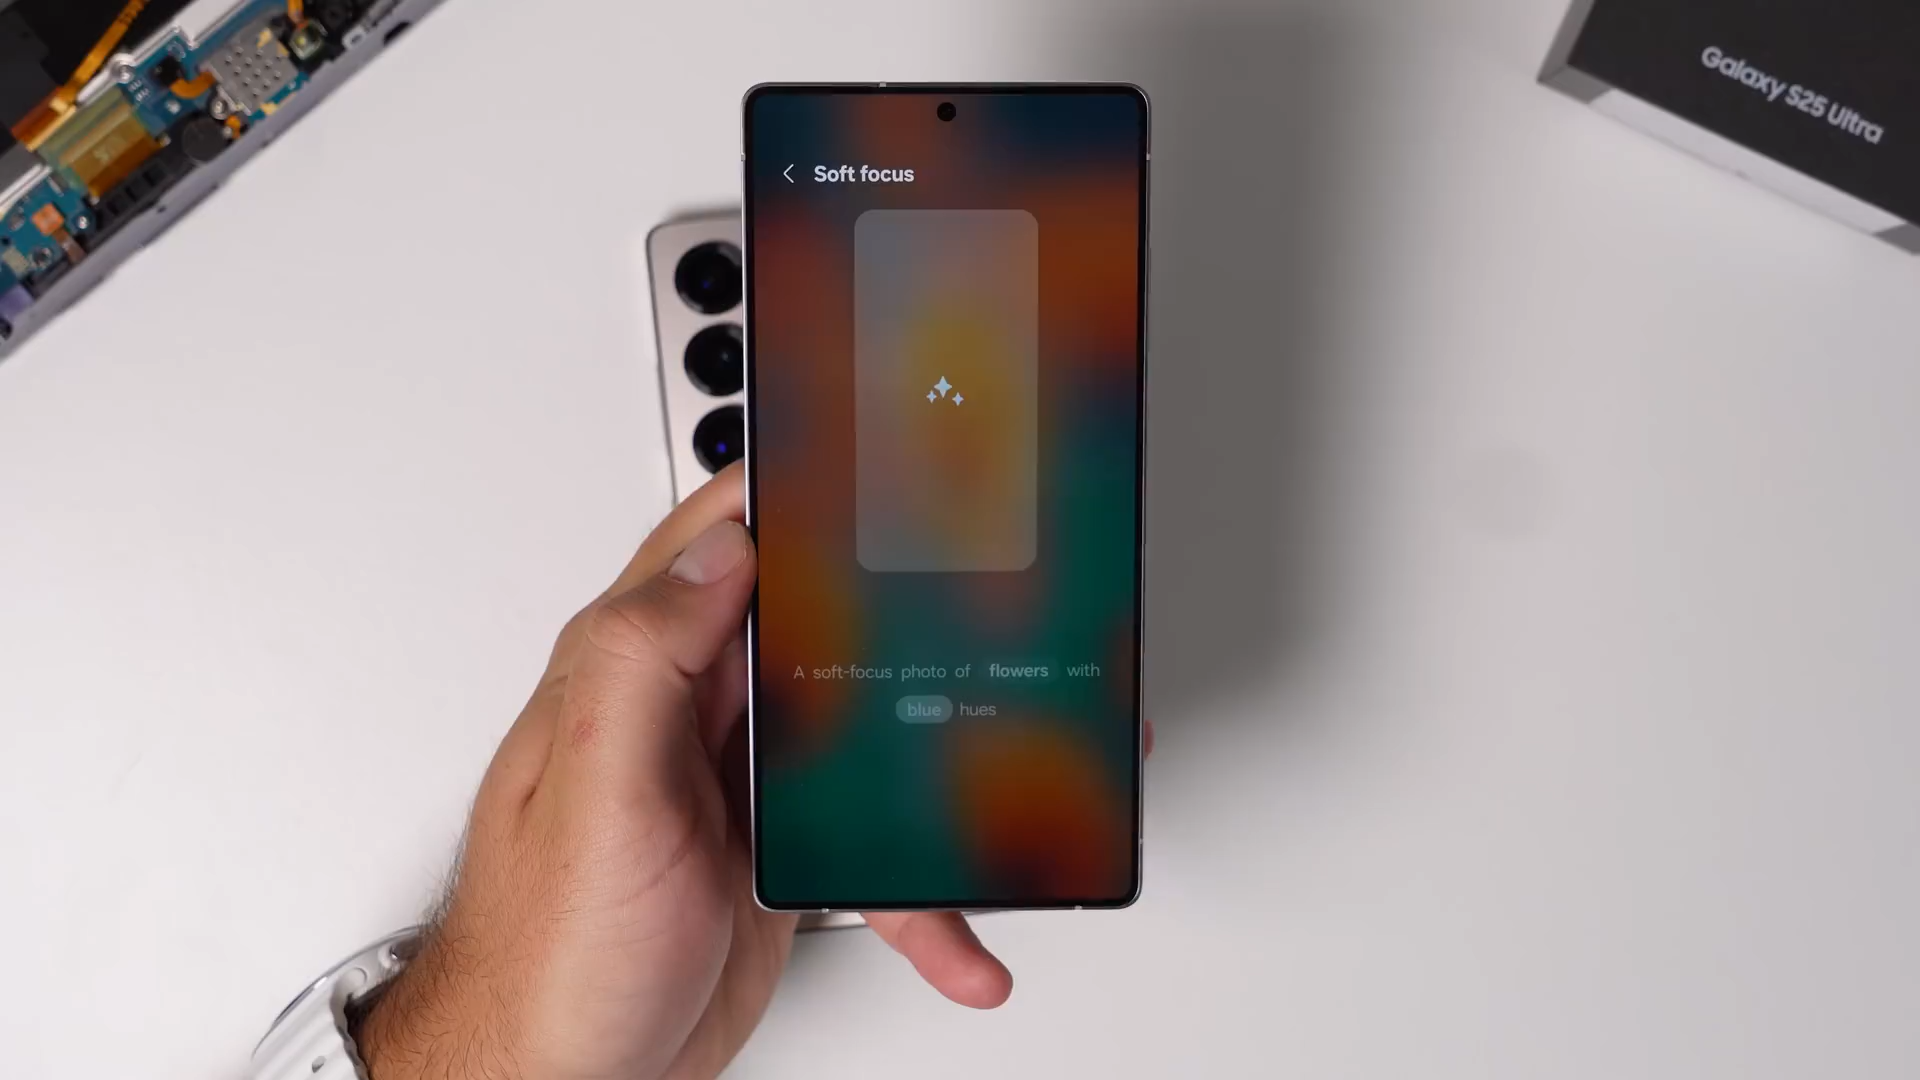 Galaxy S25 Ultra
Soft focus
A soft-focus photo of flowers with
blue hues